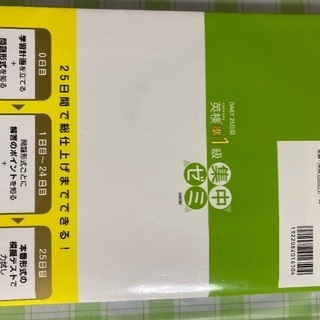 DAILY 25日間
英検準1級
集中
ゼミ
25日間で総仕上げまでできる!
0日目
学習計画を立てる
+
問題形式を知る
1日目~24日目
問題形式ごとに
解答のポイントを知る
+
25日目
本番形式の
模擬テストで
力試し
1922082016104